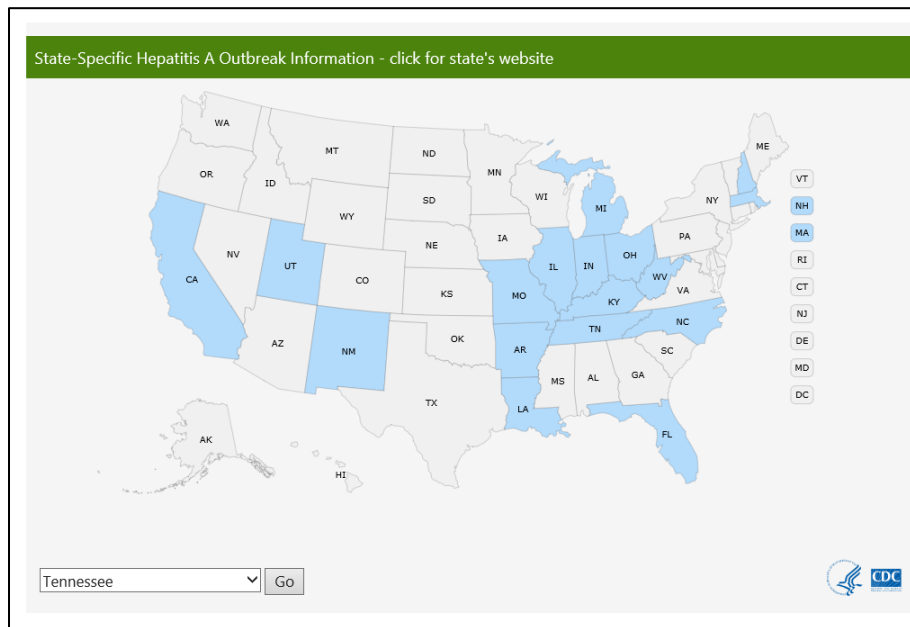 State-Specific Hepatitis A Outbreak Information - click for state's website
WA
MT
ND
MN
ME
OR
ID
SD
WI
MI
NY
VT
WY
NH
IA
PA
MA
NV
NE
OH
UT
IL
IN
WV
RI
CA
CO
KS
MO
KY
VA
CT
NJ
AZ
NM
OK
TN
NC
DE
AR
SC
MD
MS
AL
GA
DC
TX
LA
FL
AK
HI
Tennessee
Go
CDC